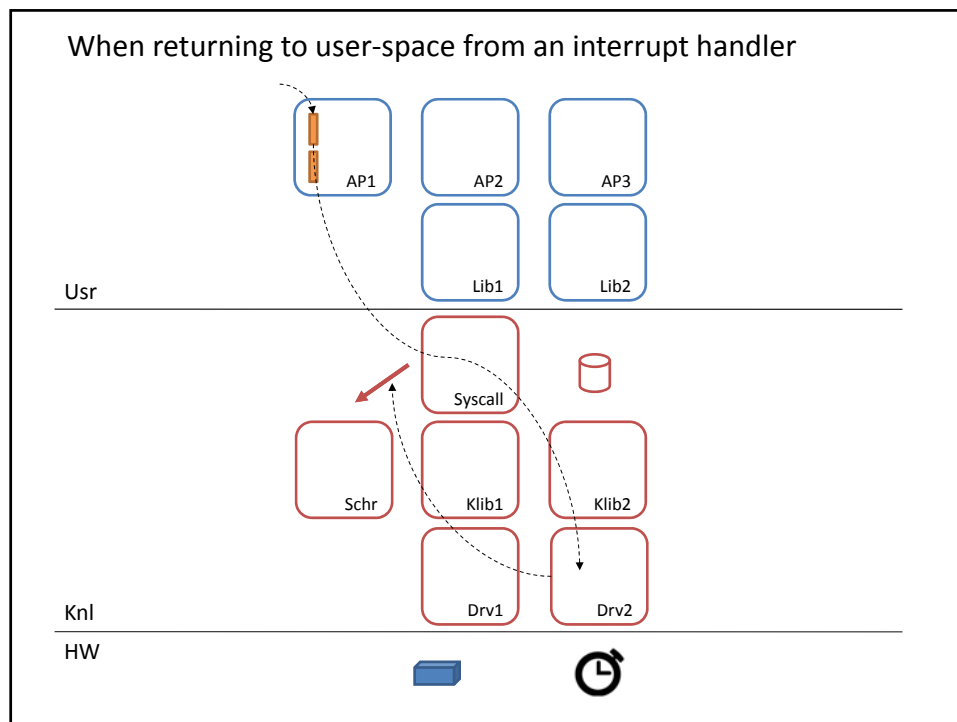 When returning to user-space from an interrupt handler
AP1
AP2
AP3
Lib1
Lib2
Usr
Syscall
Schr
Klib1
Klib2
Drv1
Drv2
Knl
HW